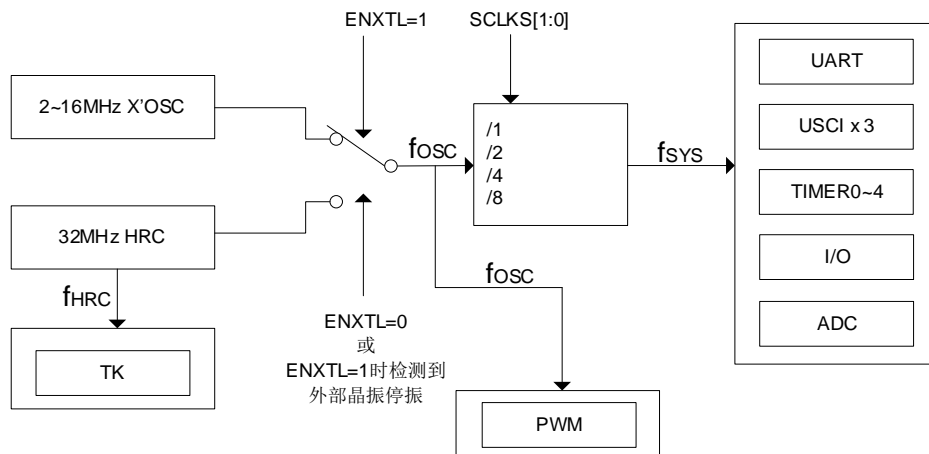 ENXTL=1
SCLKS[1:0]
2~16MHz X'OSC
32MHz HRC
fHRC
TK
fOSC
/1
/2
/4
/8
fSYS
fOSC
ENXTL=0
或
ENXTL=1时检测到
外部晶振停振
PWM
UART
USCI x 3
TIMER0~4
I/O
ADC